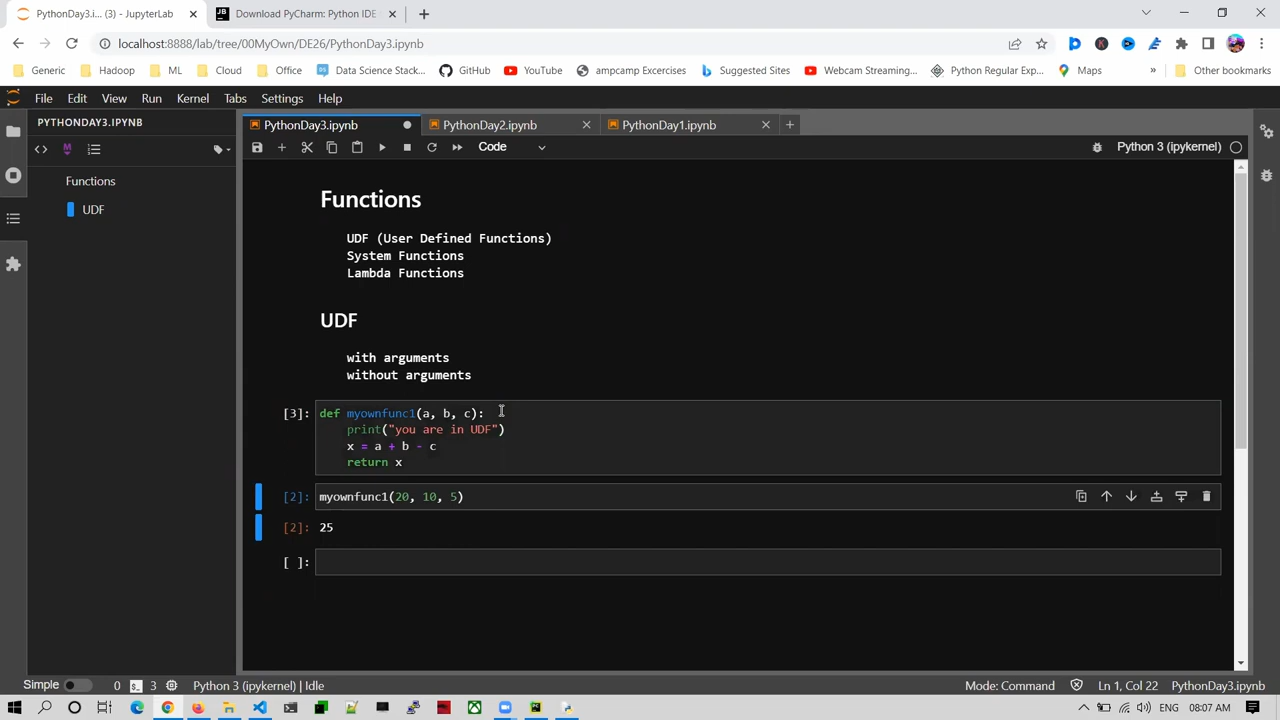 PythonDay3.i... (3) - JupyterLab
Download PyCharm: Python IDE
localhost:8888/lab/tree/00MyOwn/DE26/PythonDay3.ipynb
Generic Hadoop ML Cloud Office Data Science Stack... GitHub YouTube ampcamp Excercises Suggested Sites Webcam Streaming... Python Regular Exp... Maps » Other bookmarks
File Edit View Run Kernel Tabs Settings Help
PYTHONDAY3.IPYNB
Functions
UDF
PythonDay3.ipynb PythonDay2.ipynb PythonDay1.ipynb
Code Python 3 (ipykernel)
Functions
UDF (User Defined Functions)
System Functions
Lambda Functions
UDF
with arguments
without arguments
[3]: def myownfunc1(a, b, c):
print("you are in UDF")
x = a + b - c
return x
[2]: myownfunc1(20, 10, 5)
[2]: 25
[ ]:
Simple 0 3 Python 3 (ipykernel) | Idle Mode: Command Ln 1, Col 22 PythonDay3.ipynb
ENG 08:07 AM